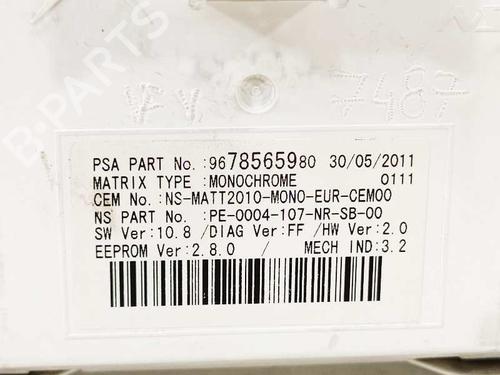 B-PARTS
7487
PSA PART No.:9678565980 30/05/2011
MATRIX TYPE :MONOCHROME 0111
CEM No.:NS-MATT2010-MONO-EUR-CEM00
NS PART No. :PE-0004-107-NR-SB-00
SW Ver:10.8 /DIAG Ver:FF /HW Ver:2.0
EEPROM Ver:2.8.0 / MECH IND:3.2